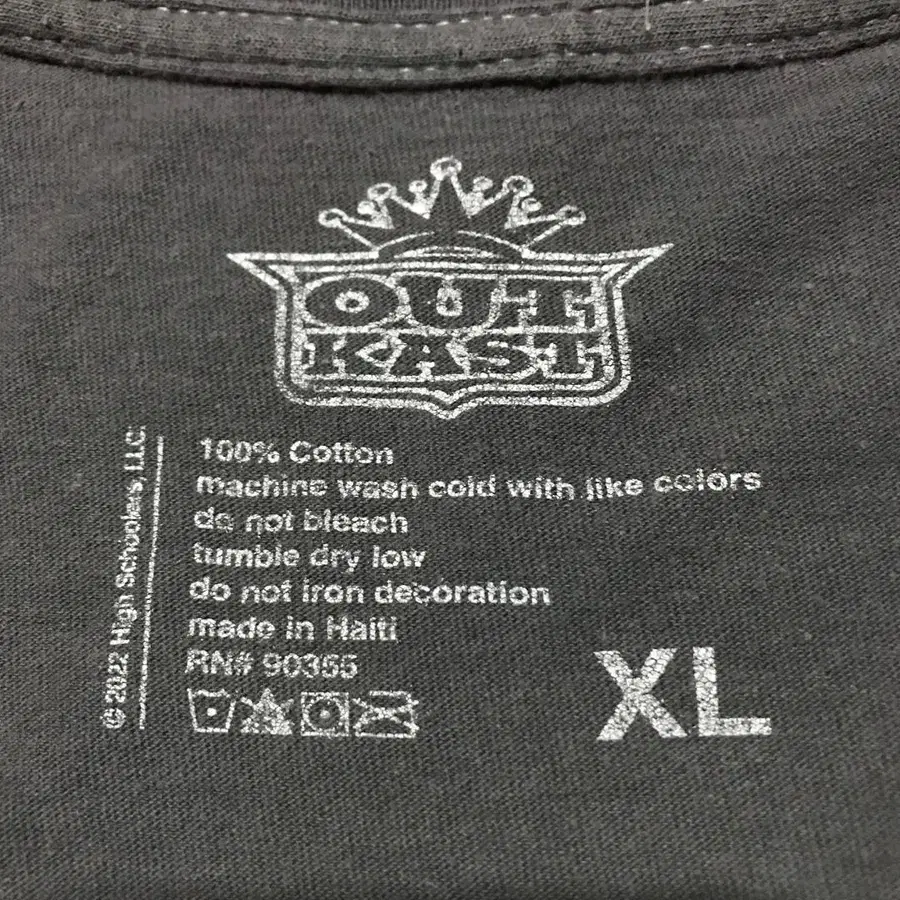 OUT
KAST
© 2022 High Schoolers, LLC.
100% Cotton
machine wash cold with like colors
do not bleach
tumble dry low
do not iron decoration
made in Haiti
RN# 90355
XL